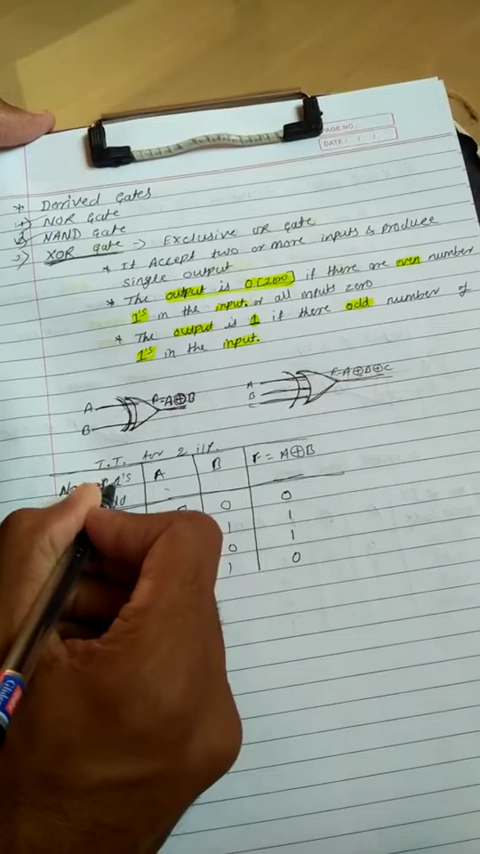 PAGE NO.
DATE: / /
* Derived Gates
1) NOR Gate
2) NAND Gate
3) XOR gate => Exclusive OR gate
* It Accept two or more inputs & produce
single output
* The output is 0 (zero) if there are even number
1's in the input. or all inputs zero
* The output is 1 if there odd number of
1's in the input.
A
B
F=A⊕B
A
B
C
F=A⊕B⊕C
T.T. for 2 i/p.
A B F = A⊕B
0 0 0
1 1
0 1
1 0